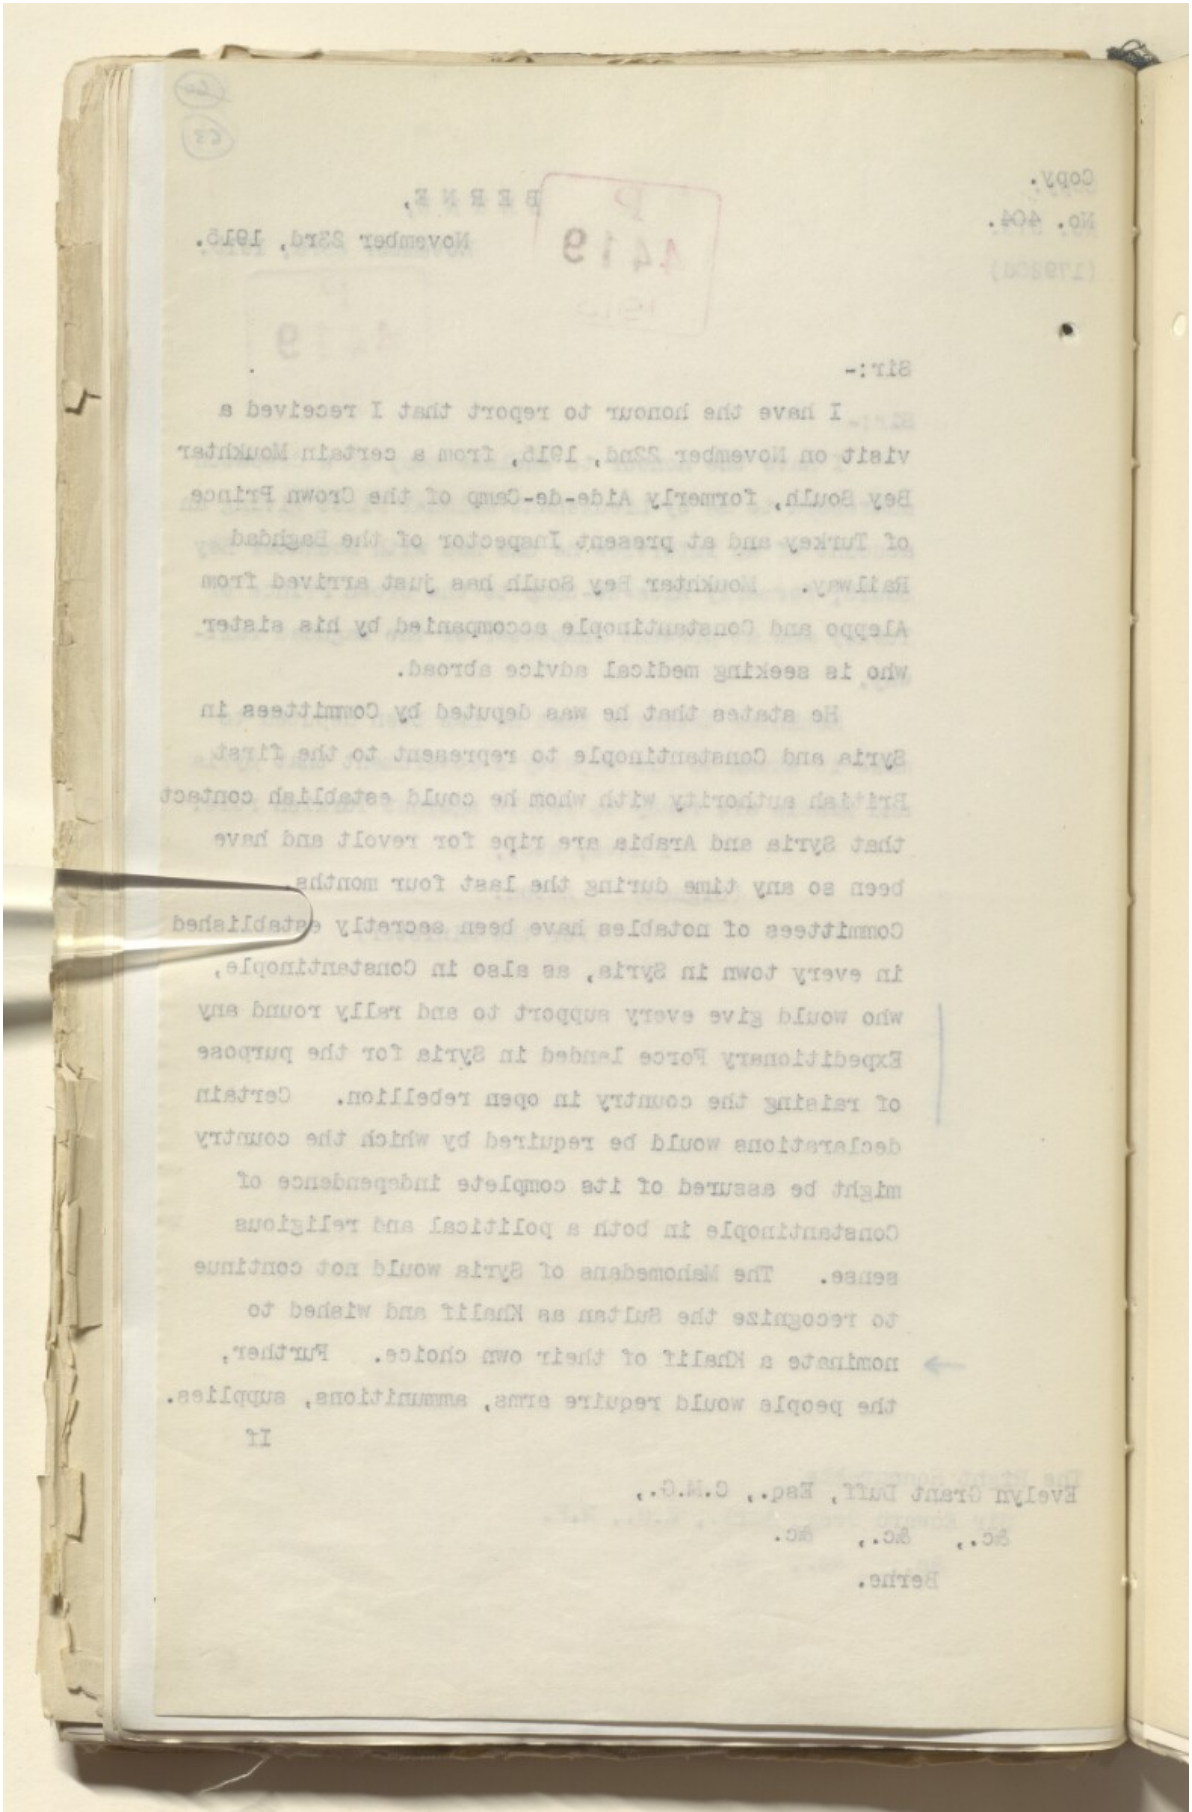 Copy.
No. 404.
BERNE,
November 23rd, 1915.
P
4419
1915
Sir:-
I have the honour to report that I received a
visit on November 22nd, 1915, from a certain Moukhtar
Bey Soulh, formerly Aide-de-Camp of the Crown Prince
of Turkey and at present Inspector of the Baghdad
Railway. Moukhtar Bey Soulh has just arrived from
Aleppo and Constantinople accompanied by his sister
who is seeking medical advice abroad.
He states that he was deputed by Committees in
Syria and Constantinople to represent to the first
British authority with whom he could establish contact
that Syria and Arabia are ripe for revolt and have
been so any time during the last four months.
Committees of notables have been secretly established
in every town in Syria, as also in Constantinople,
who would give every support to and rally round any
Expeditionary Force landed in Syria for the purpose
of raising the country in open rebellion. Certain
declarations would be required by which the country
might be assured of its complete independence of
Constantinople in both a political and religious
sense. The Mahomedans of Syria would not continue
to recognize the Sultan as Khalif and wished to
nominate a Khalif of their own choice. Further,
the people would require arms, ammunitions, supplies.
If
Evelyn Grant Duff, Esq., C.M.G.,
&c., &c., &c.
Berne.